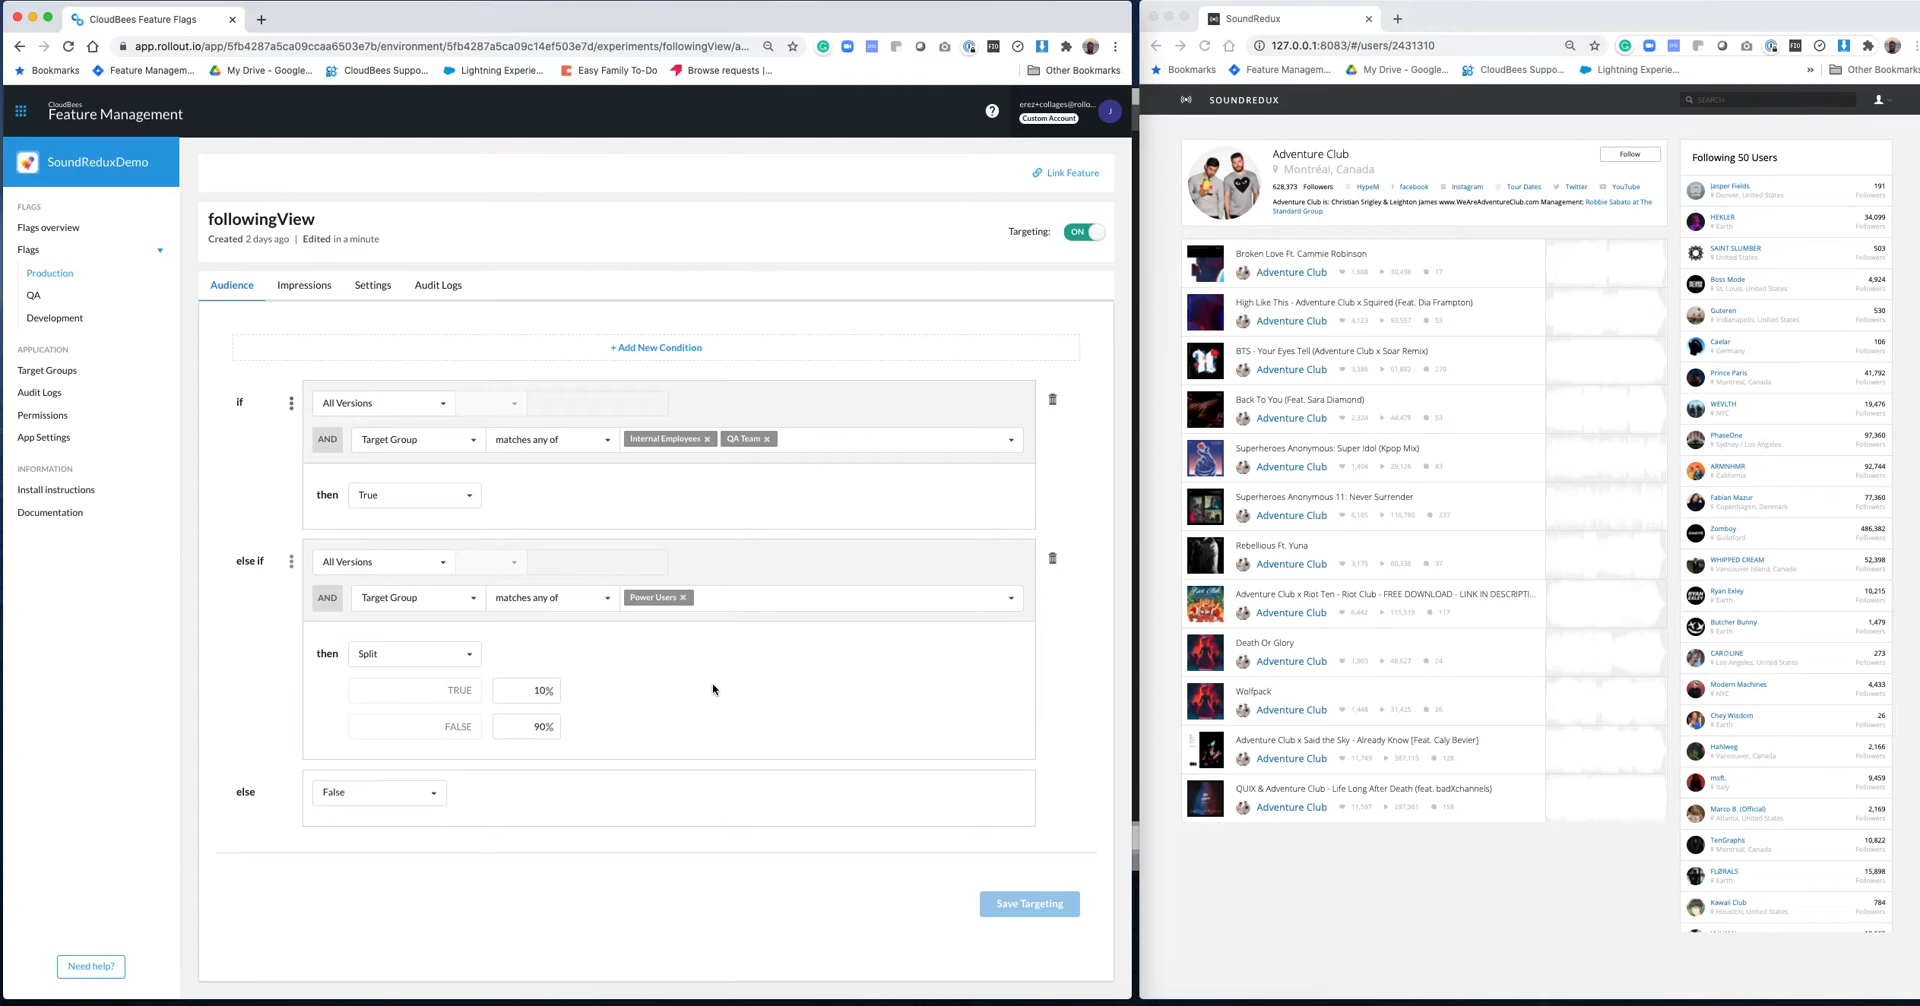 CloudBees Feature Flags
app.rollout.io/app/5fb4287a5ca09ccaa6503e7b/environment/5fb4287a5ca09c14ef503e7d/experiments/followingView/a...
Bookmarks
Feature Managem...
My Drive - Google...
CloudBees Suppo...
Lightning Experie...
Easy Family To-Do
Browse requests |...
Other Bookmarks
CloudBees
Feature Management
erez+collages@rollo...
Custom Account
J
SoundReduxDemo
FLAGS
Flags overview
Flags
Production
QA
Development
APPLICATION
Target Groups
Audit Logs
Permissions
App Settings
INFORMATION
Install instructions
Documentation
Need help?
Link Feature
followingView
Created 2 days ago | Edited in a minute
Targeting: ON
Audience Impressions Settings Audit Logs
+ Add New Condition
if
All Versions
AND Target Group matches any of Internal Employees QA Team
then True
else if
All Versions
AND Target Group matches any of Power Users
then Split
TRUE 10%
FALSE 90%
else False
Save Targeting
SoundRedux
127.0.0.1:8083/#/users/2431310
Bookmarks
Feature Managem...
My Drive - Google...
CloudBees Suppo...
Lightning Experie...
»
Other Bookmarks
SOUNDREDUX
SEARCH
Adventure Club
Follow
Montréal, Canada
628,373 Followers HypeM facebook Instagram Tour Dates Twitter YouTube
Adventure Club is: Christian Srigley & Leighton James www.WeAreAdventureClub.com Management: Robbie Sabato at The
Standard Group
Broken Love Ft. Cammie Robinson
Adventure Club 1,608 30,498 17
High Like This - Adventure Club x Squired (Feat. Dia Frampton)
Adventure Club 4,123 93,557 53
BTS - Your Eyes Tell (Adventure Club x Soar Remix)
Adventure Club 3,386 61,882 270
Back To You (Feat. Sara Diamond)
Adventure Club 2,324 44,478 53
Superheroes Anonymous: Super Idol (Kpop Mix)
Adventure Club 1,404 29,126 43
Superheroes Anonymous 11: Never Surrender
Adventure Club 6,105 116,780 237
Rebellious Ft. Yuna
Adventure Club 3,175 80,336 37
Adventure Club x Riot Ten - Riot Club - FREE DOWNLOAD - LINK IN DESCRIPTI...
Adventure Club 6,442 111,519 117
Death Or Glory
Adventure Club 1,903 48,627 24
Wolfpack
Adventure Club 1,448 31,425 26
Adventure Club x Said the Sky - Already Know [Feat. Caly Bevier]
Adventure Club 11,749 387,115 128
QUIX & Adventure Club - Life Long After Death (feat. badXchannels)
Adventure Club 11,597 297,361 158
Following 50 Users
Jasper Fields 191
Denver, United States Followers
HEKLER 34,099
Earth Followers
SAINT SLUMBER 503
United States Followers
Boss Mode 4,924
St. Louis, United States Followers
Guteren 530
Indianapolis, United States Followers
Caelar 106
Germany Followers
Prince Paris 41,792
Montreal, Canada Followers
WEVLTH 19,476
NYC Followers
PhaseOne 97,360
Sydney / Los Angeles Followers
ARMNHMR 92,744
California Followers
Fabian Mazur 77,360
Copenhagen, Denmark Followers
Zomboy 486,382
Guildford Followers
WHIPPED CREAM 52,398
Vancouver Island, Canada Followers
Ryan Exley 10,215
Earth Followers
Butcher Bunny 1,479
Earth Followers
CAROLINE 273
Los Angeles, United States Followers
Modern Machines 4,433
NYC Followers
Chey Wisdom 26
Earth Followers
Hahlweg 2,166
Vancouver, Canada Followers
msft. 9,459
Italy Followers
Marco B. (Official) 2,169
Atlanta, United States Followers
TenGraphs 10,822
Montreal, Canada Followers
FLØRALS 15,898
Earth Followers
Kawaii Club 784
Houston, United States Followers